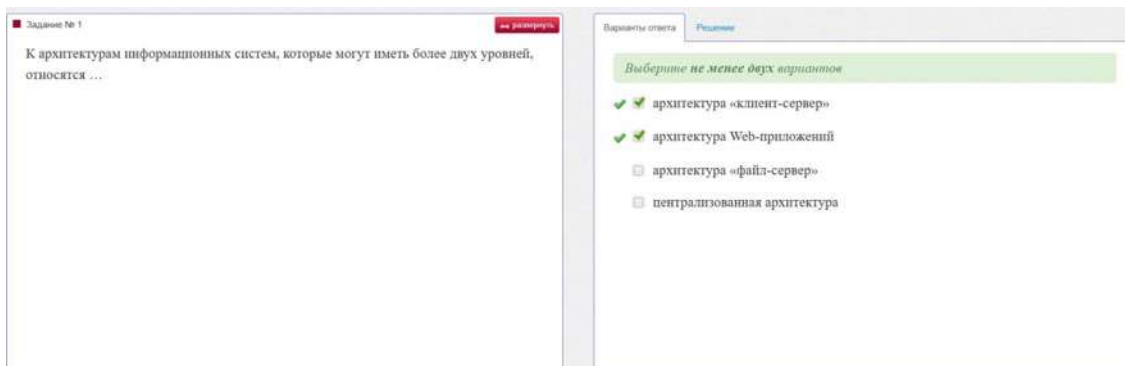 Задание № 1
развернуть
К архитектурам информационных систем, которые могут иметь более двух уровней,
относятся …
Варианты ответа
Решение
Выберите не менее двух вариантов
архитектура «клиент-сервер»
архитектура Web-приложений
архитектура «файл-сервер»
централизованная архитектура